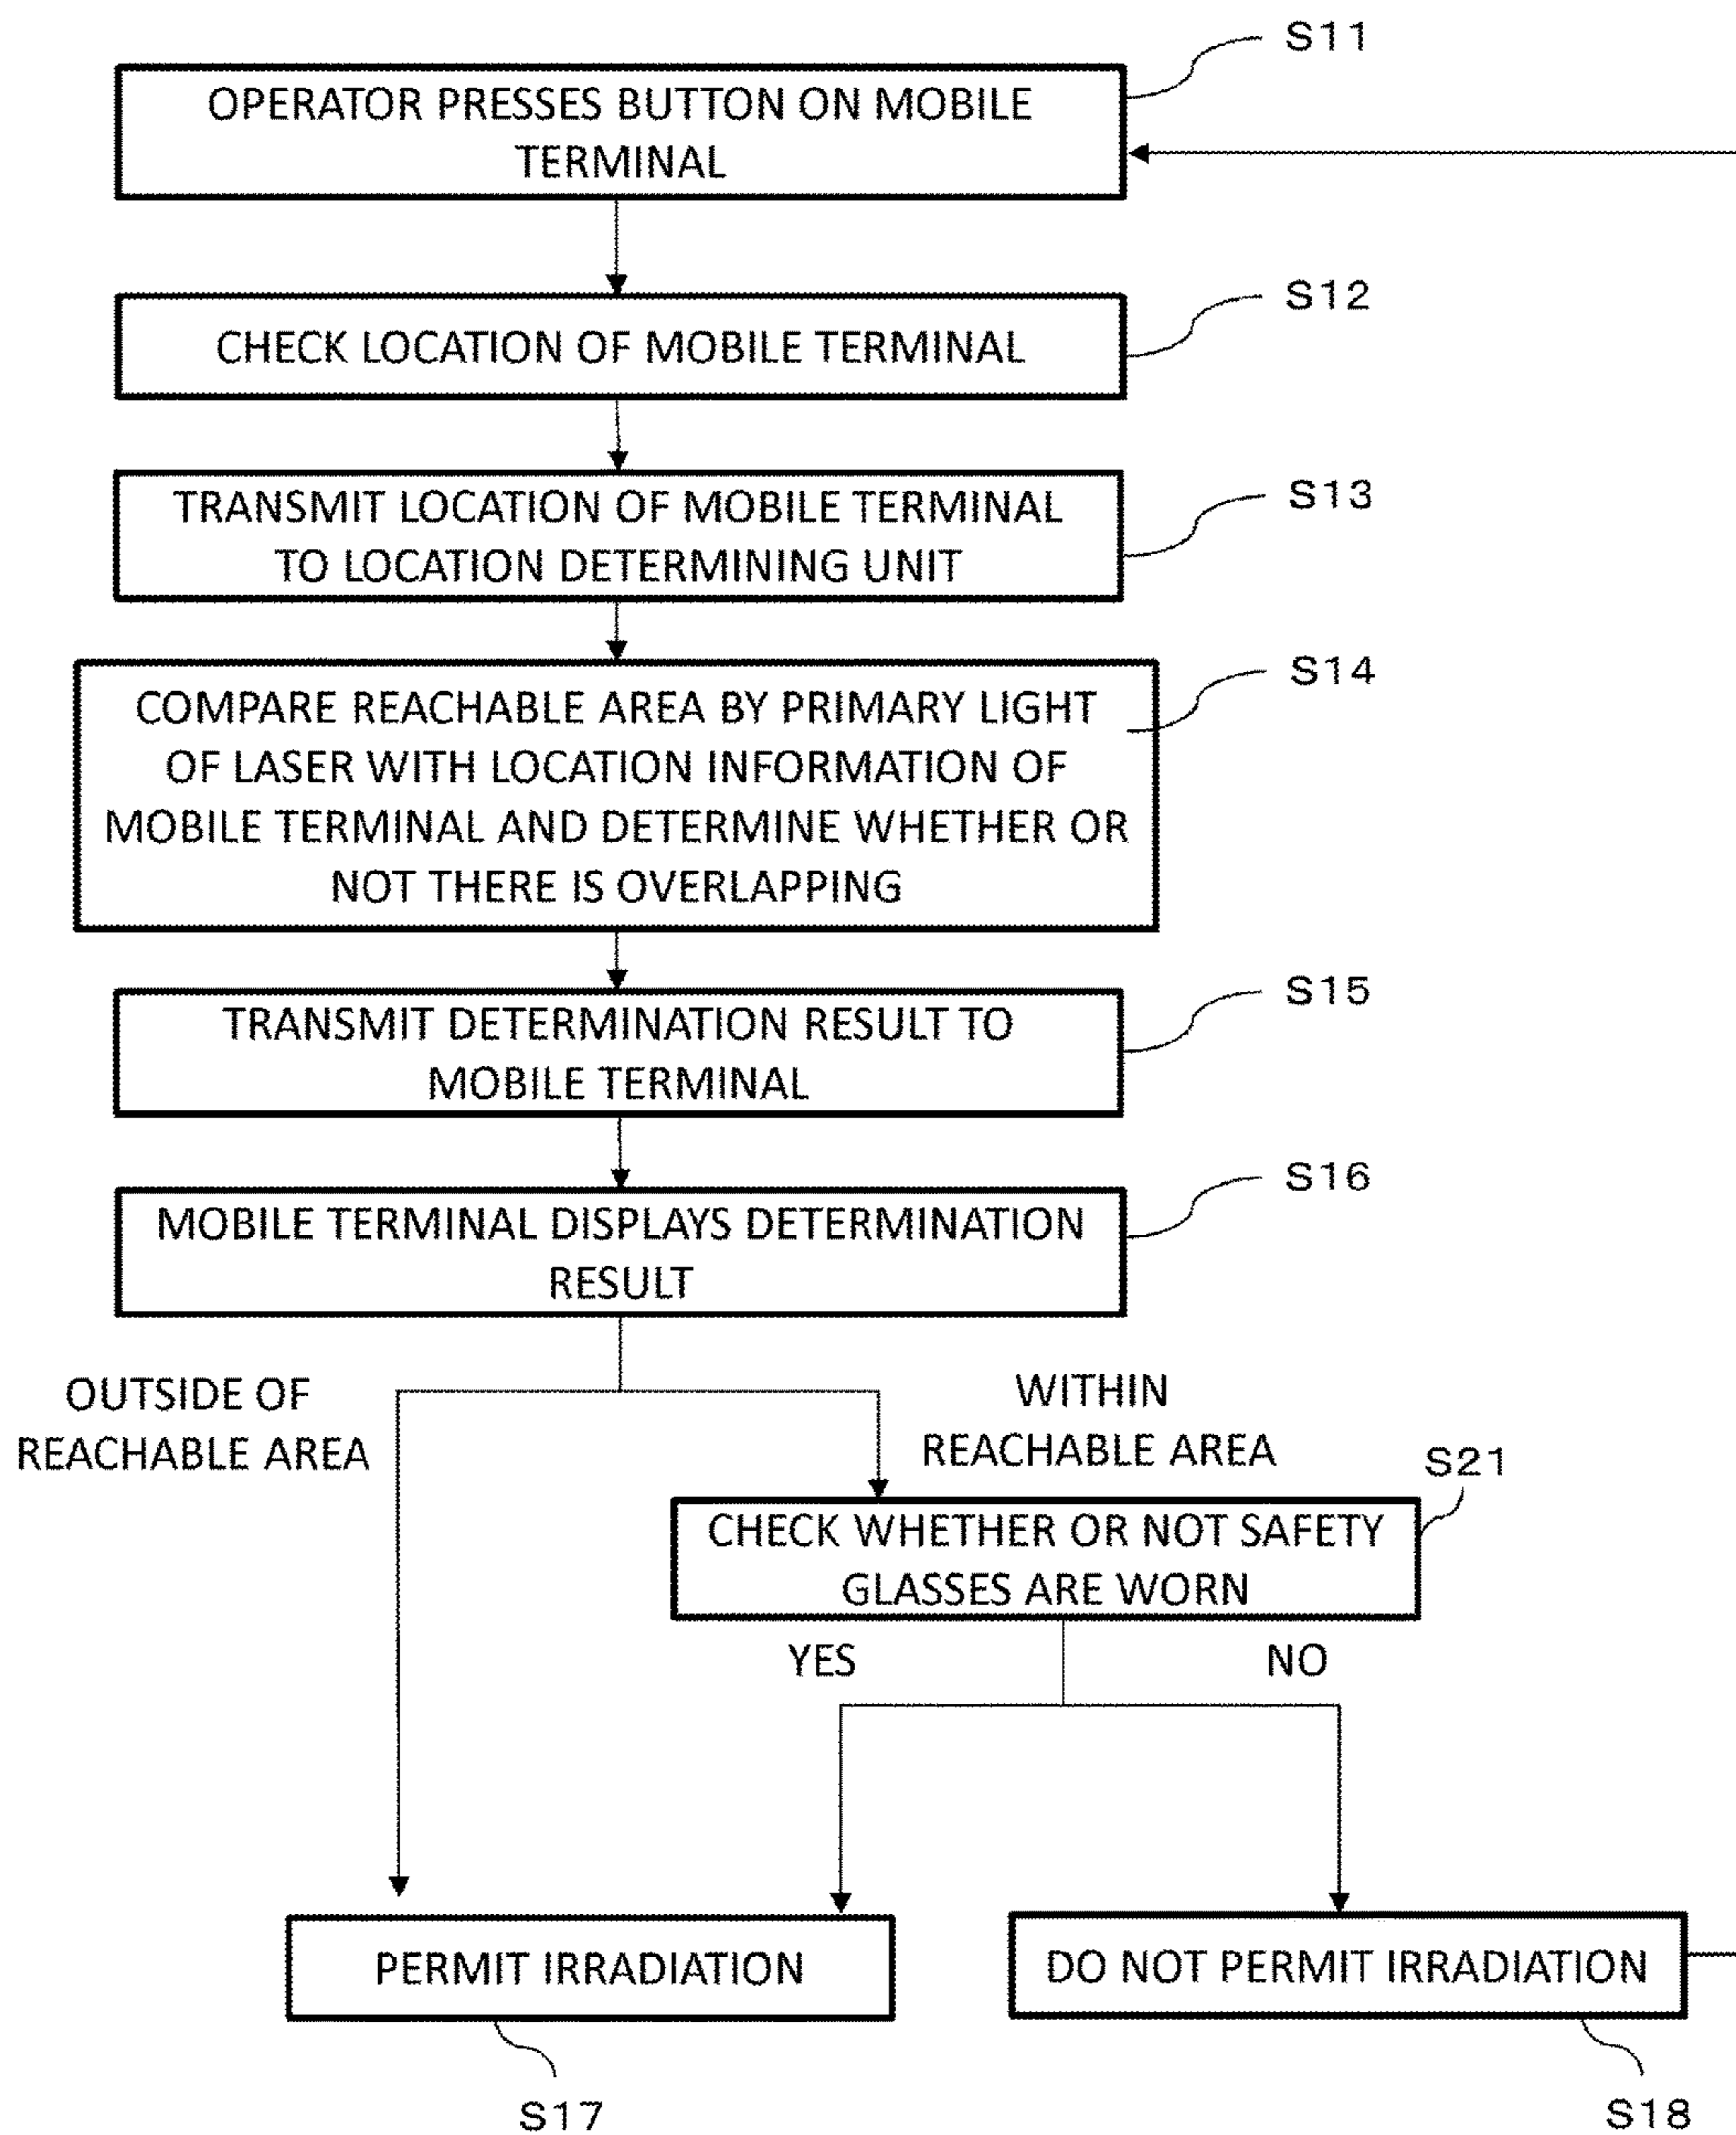 S11
OPERATOR PRESSES BUTTON ON MOBILE
TERMINAL
S12
CHECK LOCATION OF MOBILE TERMINAL
S13
TRANSMIT LOCATION OF MOBILE TERMINAL
TO LOCATION DETERMINING UNIT
S14
COMPARE REACHABLE AREA BY PRIMARY LIGHT
OF LASER WITH LOCATION INFORMATION OF
MOBILE TERMINAL AND DETERMINE WHETHER OR
NOT THERE IS OVERLAPPING
S15
TRANSMIT DETERMINATION RESULT TO
MOBILE TERMINAL
S16
MOBILE TERMINAL DISPLAYS DETERMINATION
RESULT
OUTSIDE OF
REACHABLE AREA
WITHIN
REACHABLE AREA
S21
CHECK WHETHER OR NOT SAFETY
GLASSES ARE WORN
YES
NO
PERMIT IRRADIATION
DO NOT PERMIT IRRADIATION
S17
S18